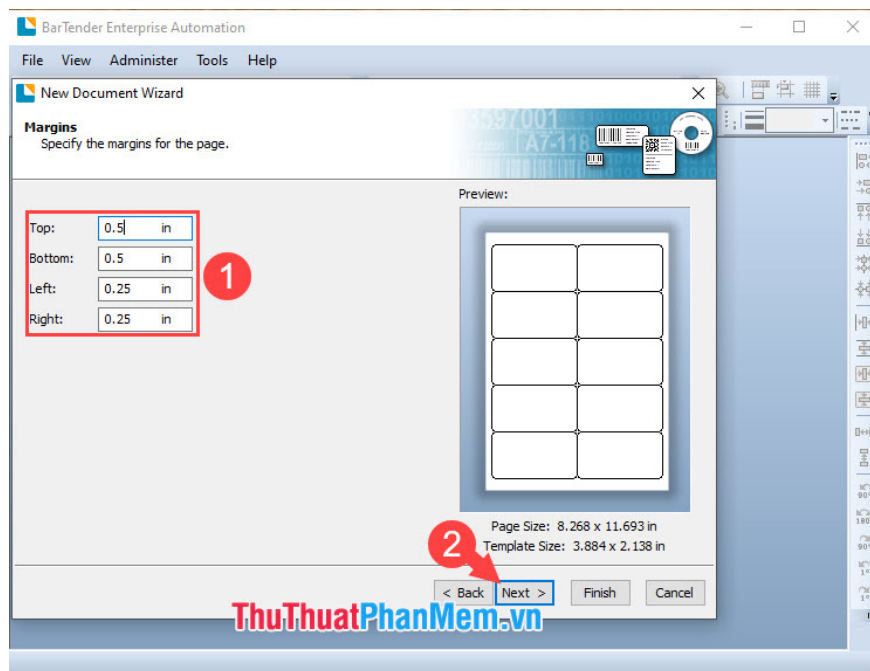 BarTender Enterprise Automation
File View Administer Tools Help
New Document Wizard
Margins
Specify the margins for the page.
3597001
A7-118
Preview:
Top: 0.5 in
Bottom: 0.5 in
Left: 0.25 in
Right: 0.25 in
1
Page Size: 8.268 x 11.693 in
Template Size: 3.884 x 2.138 in
2
< Back Next > Finish Cancel
ThuThuatPhanMem.vn